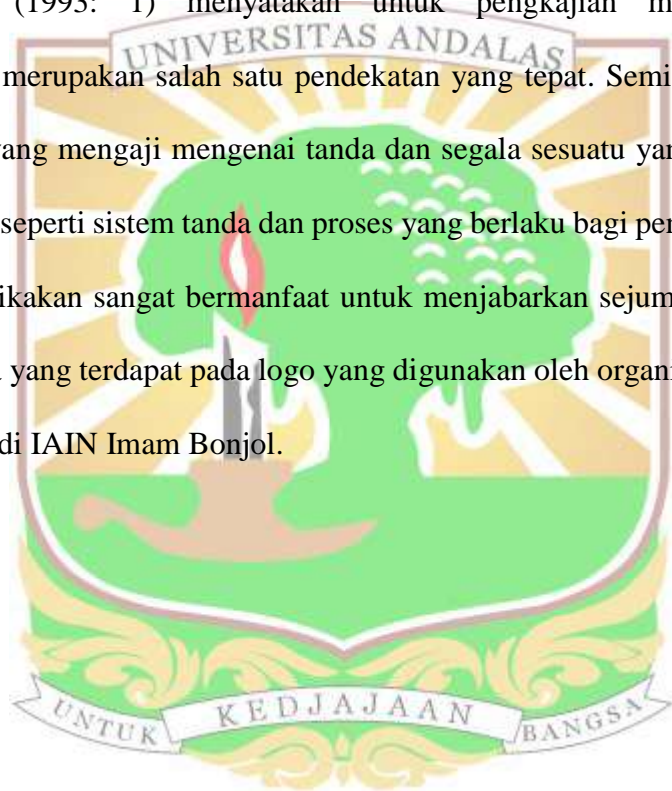 (1993: 1) menyatakan untuk pengkajian
UNIVERSITAS ANDALAS
merupakan salah satu pendekatan yang tepat.
yang mengaji mengenai tanda dan segala sesuatu
seperti sistem tanda dan proses yang berlaku bagi
sangat bermanfaat untuk menjabarkan
yang terdapat pada logo yang digunakan oleh
di IAIN Imam Bonjol.
UNTUK KEDJAJAAN BANGSA